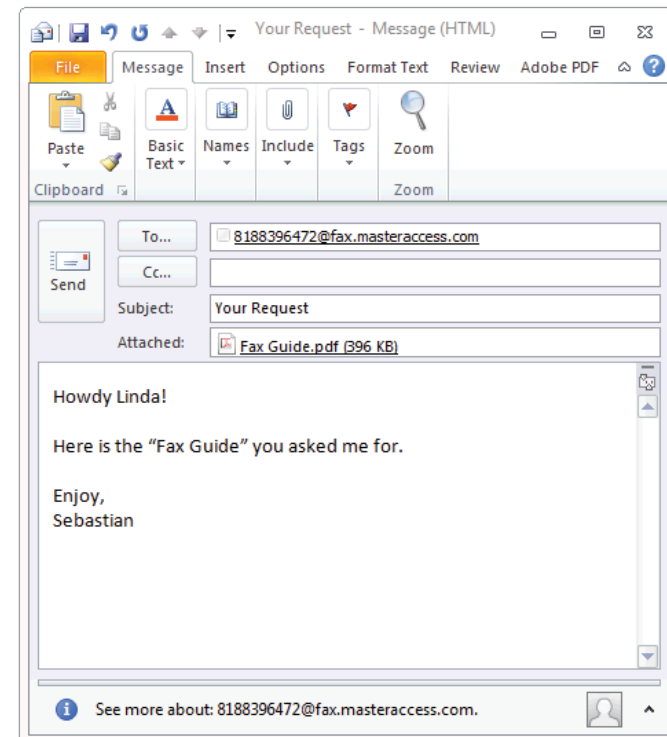 Your Request - Message (HTML)
File Message Insert Options Format Text Review Adobe PDF
Paste
Basic Text
Names
Include
Tags
Zoom
Clipboard
Zoom
Send
To... 8188396472@fax.masteraccess.com
Cc...
Subject: Your Request
Attached: Fax Guide.pdf (396 KB)
Howdy Linda!
Here is the “Fax Guide” you asked me for.
Enjoy,
Sebastian
See more about: 8188396472@fax.masteraccess.com.